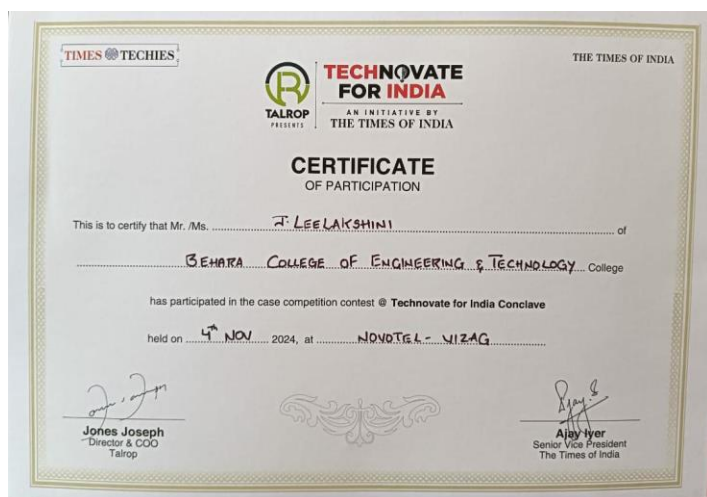 TIMES TECHIES
THE TIMES OF INDIA
TALROP
PRESENTS
TECHNOVATE
FOR INDIA
AN INITIATIVE BY
THE TIMES OF INDIA
CERTIFICATE
OF PARTICIPATION
This is to certify that Mr. /Ms. J. LEELAKSHINI of
BEHARA COLLEGE OF ENGINEERING & TECHNOLOGY College
has participated in the case competition contest @ Technovate for India Conclave
held on 4th NOV 2024, at NOVOTEL - VIZAG
Jones Joseph
Director & COO
Talrop
Ajay Iyer
Senior Vice President
The Times of India